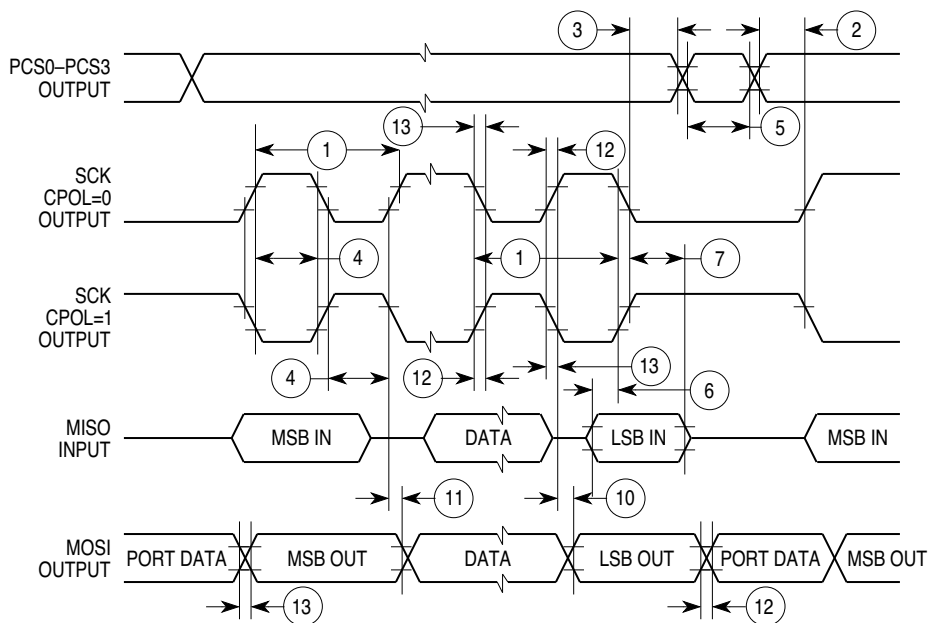 3
2
PCS0–PCS3
OUTPUT
5
13
1
12
SCK
CPOL=0
OUTPUT
4
1
7
SCK
CPOL=1
OUTPUT
4
12
13
6
MISO
INPUT
MSB IN
DATA
LSB IN
MSB IN
11
10
MOSI
OUTPUT
PORT DATA
MSB OUT
DATA
LSB OUT
PORT DATA
MSB OUT
13
12